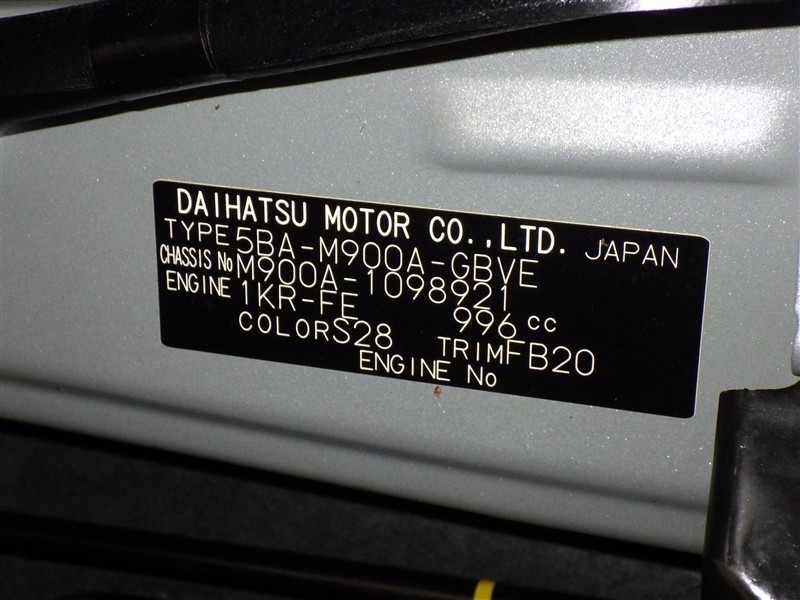 DAIHATSU MOTOR CO.,LTD. JAPAN
TYPE 5BA-M900A-GBVE
CHASSIS No M900A-1098921
ENGINE 1KR-FE 996 cc
COLOR S28 TRIM FB20
ENGINE No